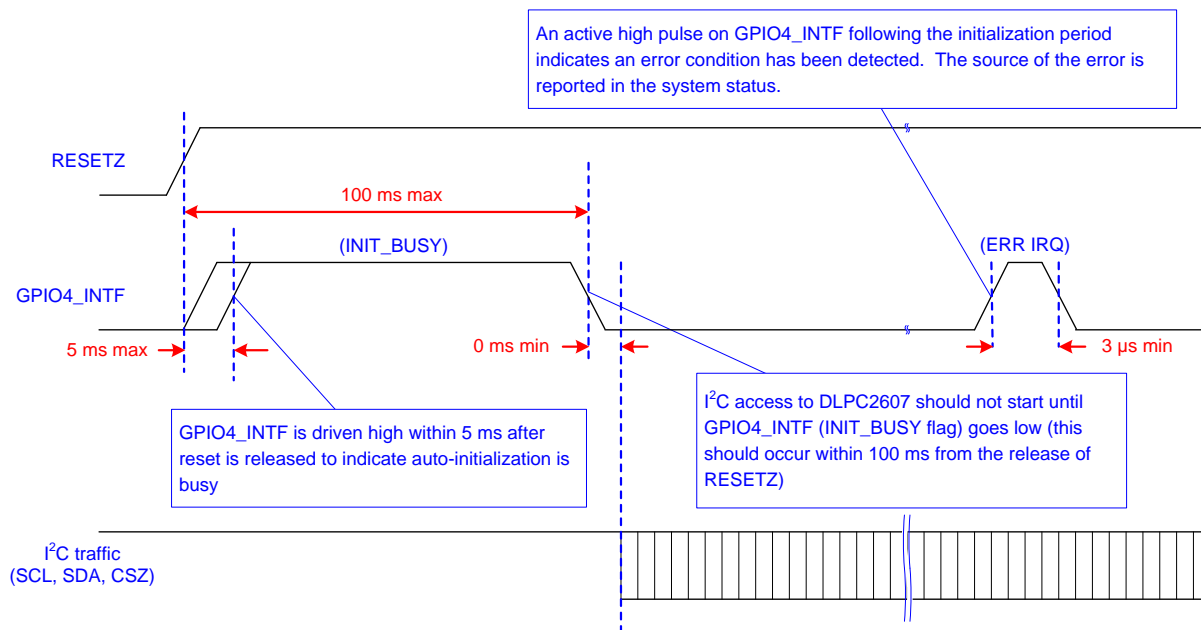 An active high pulse on GPIO4_INTF following the initialization period
indicates an error condition has been detected.  The source of the error is
reported in the system status.
RESETZ
100 ms max
(INIT_BUSY)
(ERR IRQ)
GPIO4_INTF
5 ms max
0 ms min
3 µs min
GPIO4_INTF is driven high within 5 ms after
reset is released to indicate auto-initialization is
busy
I²C access to DLPC2607 should not start until
GPIO4_INTF (INIT_BUSY flag) goes low (this
should occur within 100 ms from the release of
RESETZ)
I²C traffic
(SCL, SDA, CSZ)